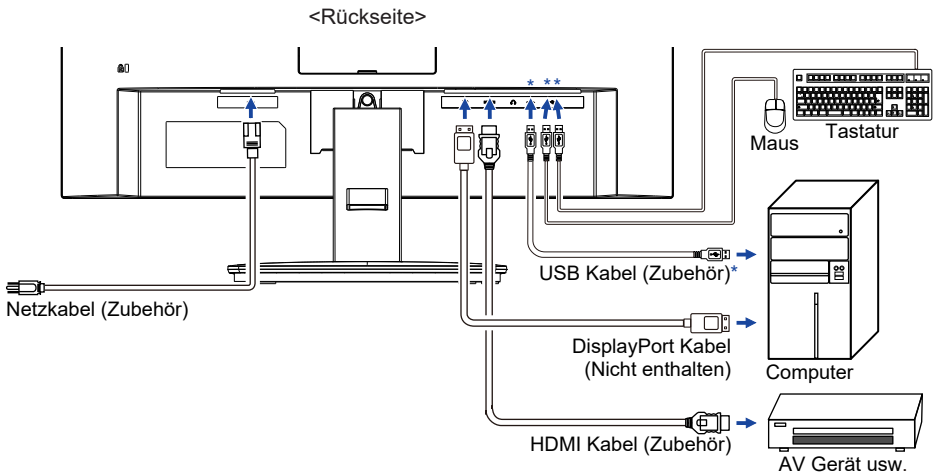 <Rückseite>
* **
Maus
Tastatur
USB Kabel (Zubehör)*
Netzkabel (Zubehör)
DisplayPort Kabel
(Nicht enthalten)
Computer
HDMI Kabel (Zubehör)
AV Gerät usw.